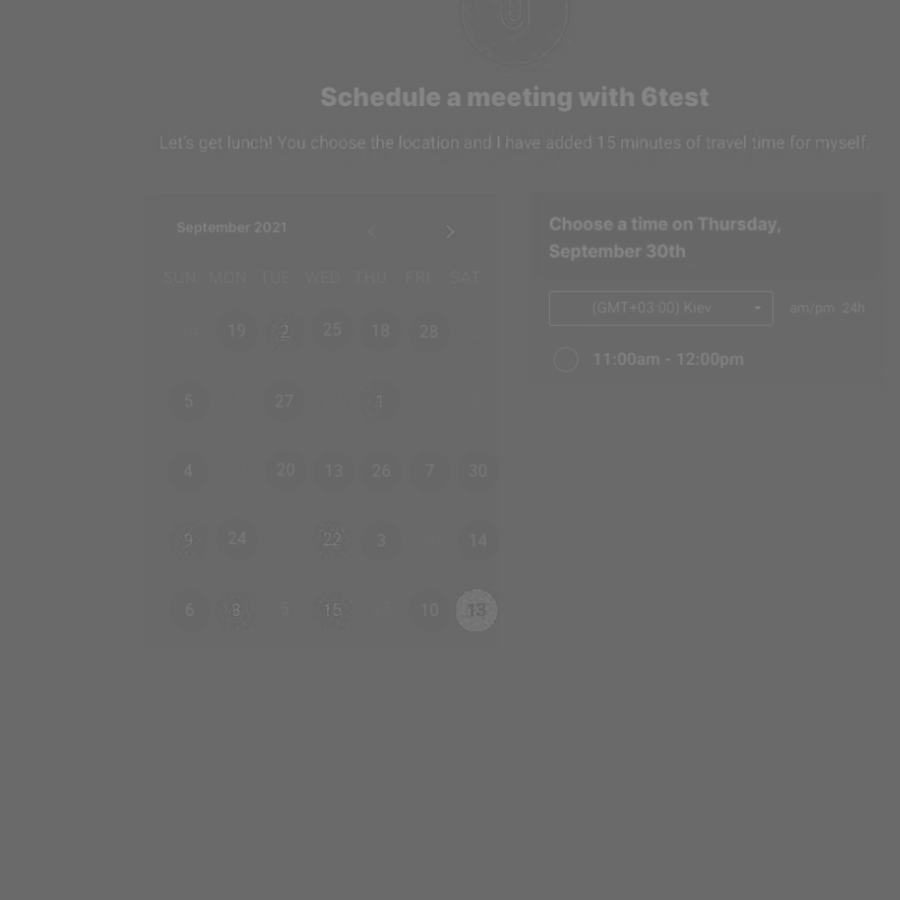 Schedule a meeting with 6test
Let's get lunch! You choose the location and I have added 15 minutes of travel time for myself.
September 2021
SUN MON TUE WED THU FRI SAT
19 2 25 18 28
5 27 1
4 20 13 26 7 30
9 24 22 3 14
6 8 5 15 10 13
Choose a time on Thursday,
September 30th
(GMT+03:00) Kiev
am/pm 24h
11:00am - 12:00pm